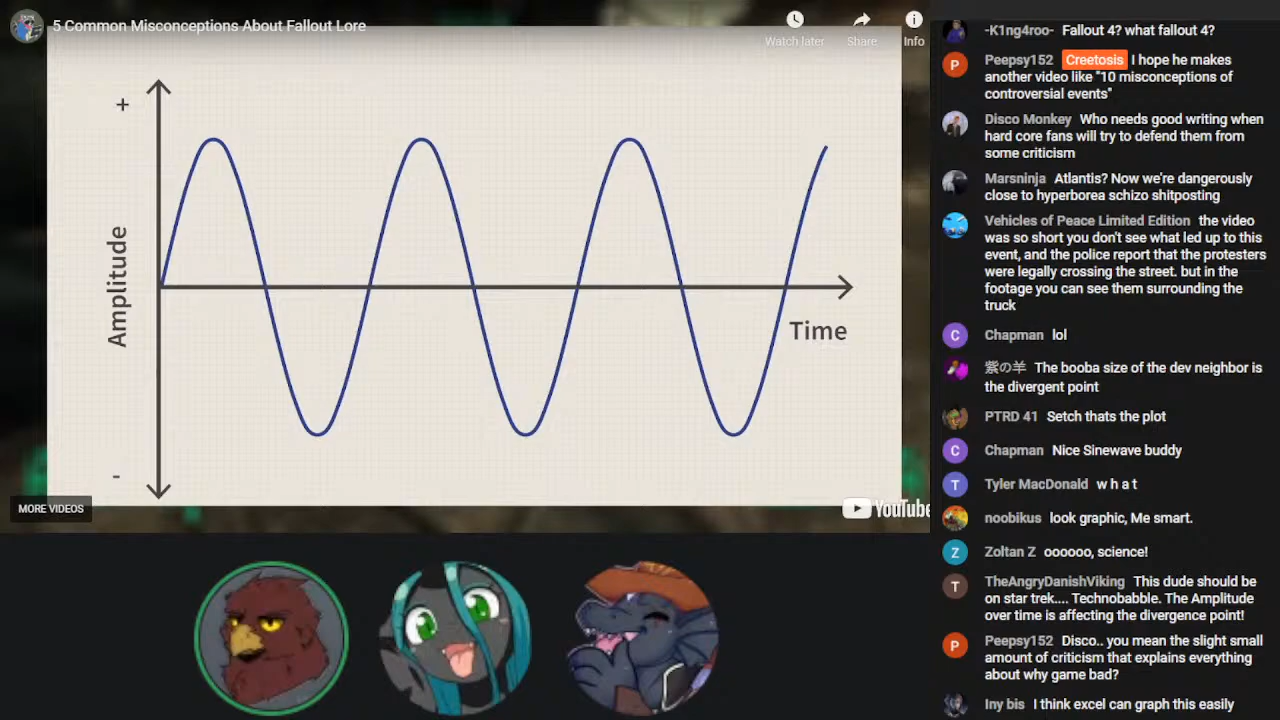 5 Common Misconceptions About Fallout Lore
Watch later
Share
Info
+
Amplitude
-
Time
MORE VIDEOS
YouTube
-K1ng4roo- Fallout 4? what fallout 4?
P
Peepsy152 Creetosis I hope he makes
another video like "10 misconceptions of
controversial events"
Disco Monkey Who needs good writing when
hard core fans will try to defend them from
some criticism
Marsninja Atlantis? Now we're dangerously
close to hyperborea schizo shitposting
Vehicles of Peace Limited Edition the video
was so short you don't see what led up to this
event, and the police report that the protesters
were legally crossing the street. but in the
footage you can see them surrounding the
truck
C
Chapman lol
紫の羊 The booba size of the dev neighbor is
the divergent point
PTRD 41 Setch thats the plot
C
Chapman Nice Sinewave buddy
T
Tyler MacDonald w h a t
noobikus look graphic, Me smart.
Z
Zoltan Z oooooo, science!
T
TheAngryDanishViking This dude should be
on star trek.... Technobabble. The Amplitude
over time is affecting the divergence point!
P
Peepsy152 Disco.. you mean the slight small
amount of criticism that explains everything
about why game bad?
Iny bis I think excel can graph this easily